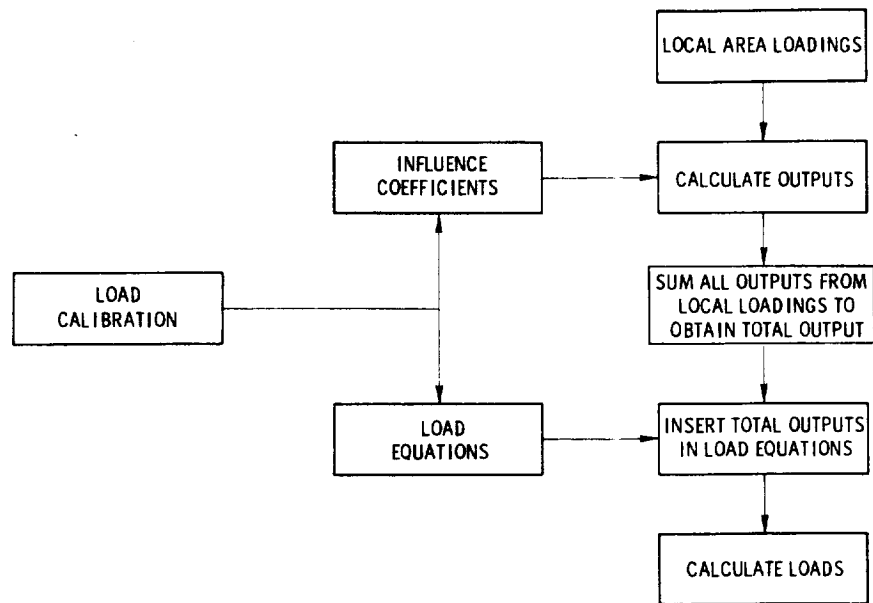 LOCAL AREA LOADINGS
INFLUENCE
COEFFICIENTS
CALCULATE OUTPUTS
LOAD
CALIBRATION
SUM ALL OUTPUTS FROM
LOCAL LOADINGS TO
OBTAIN TOTAL OUTPUT
LOAD
EQUATIONS
INSERT TOTAL OUTPUTS
IN LOAD EQUATIONS
CALCULATE LOADS